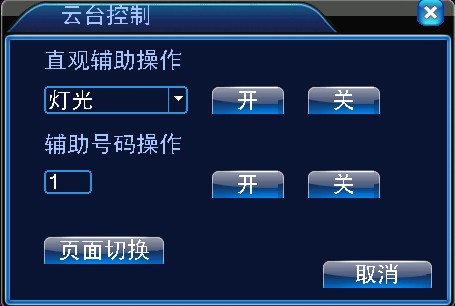 云台控制
直观辅助操作
灯光 开 关
辅助号码操作
1 开 关
页面切换
取消